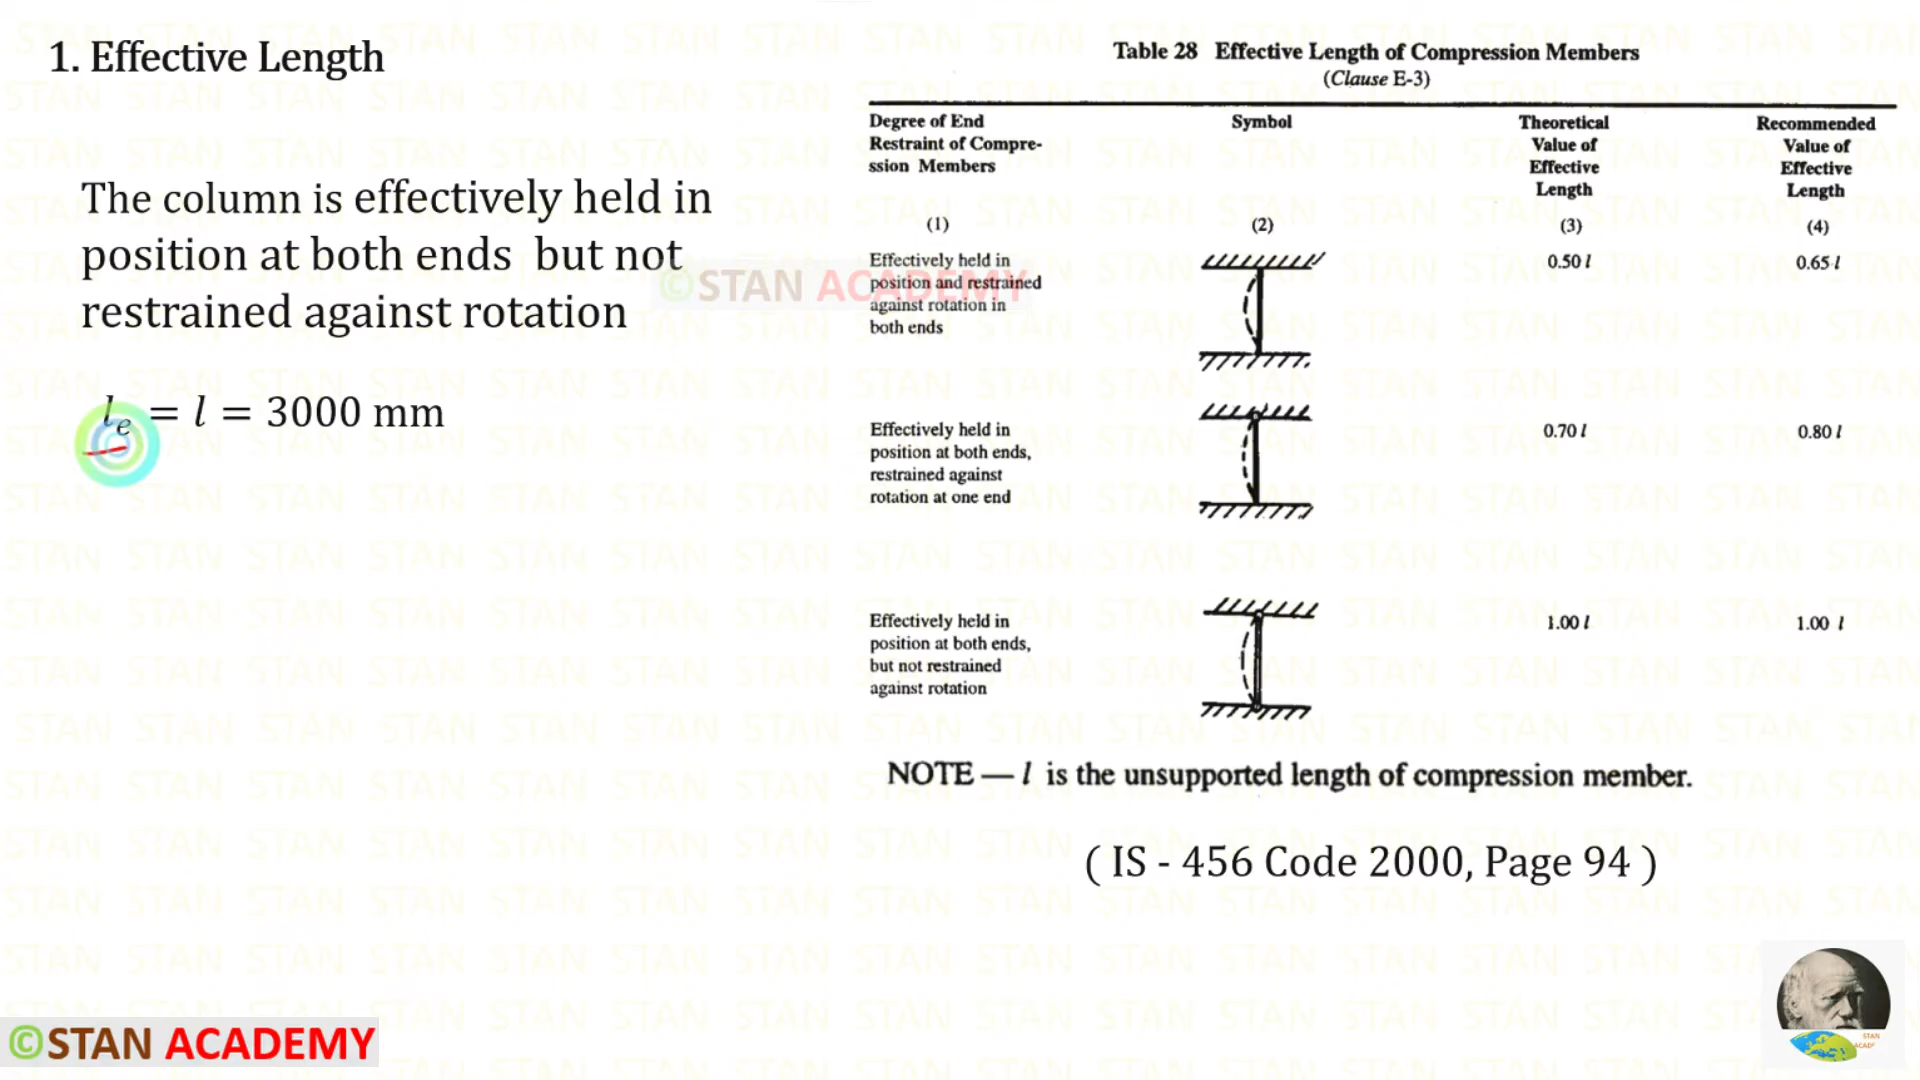 1. Effective Length
The column is effectively held in
position at both ends but not
restrained against rotation
lₑ = l = 3000 mm
Table 28 Effective Length of Compression Members
(Clause E-3)
Degree of End
Restraint of Compre-
ssion Members
Symbol
Theoretical
Value of
Effective
Length
Recommended
Value of
Effective
Length
(1) (2) (3) (4)
Effectively held in
position and restrained
against rotation in
both ends
0.50 l 0.65 l
Effectively held in
position at both ends,
restrained against
rotation at one end
0.70 l 0.80 l
Effectively held in
position at both ends,
but not restrained
against rotation
1.00 l 1.00 l
NOTE — l is the unsupported length of compression member.
( IS - 456 Code 2000, Page 94 )
©STAN ACADEMY
©STAN ACADEMY